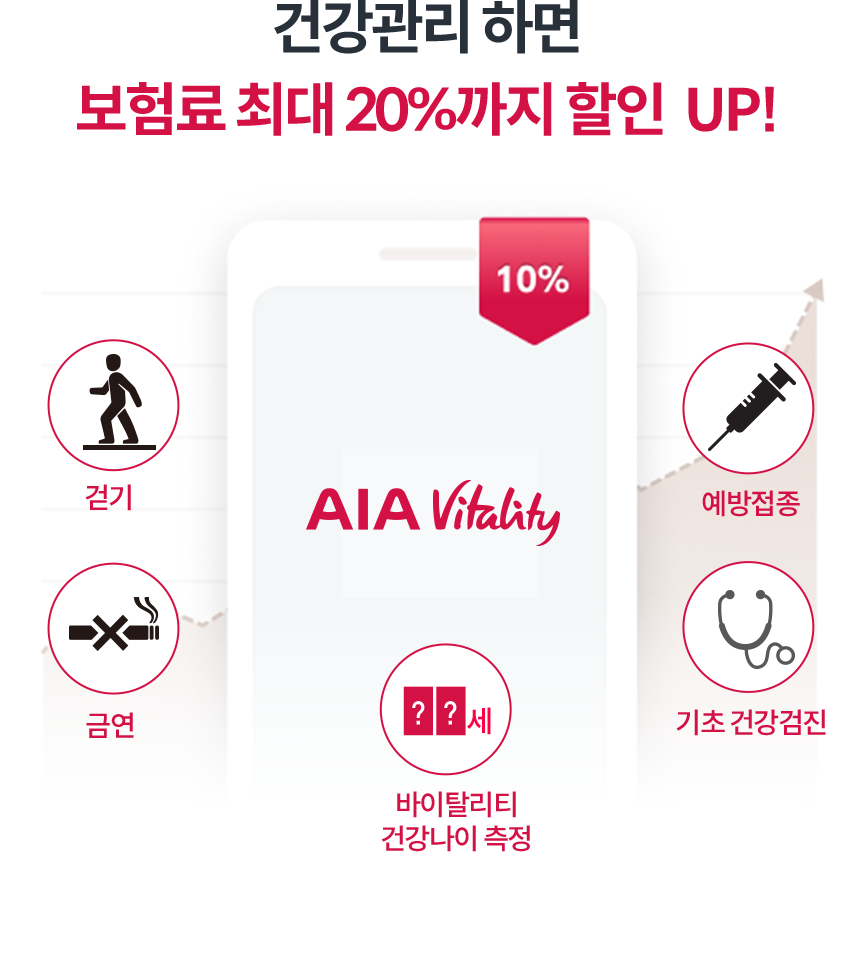 건강관리 하면
보험료 최대 20%까지 할인 UP!
10%
걷기
예방접종
AIA Vitality
금연
기초 건강검진
??세
바이탈리티
건강나이 측정